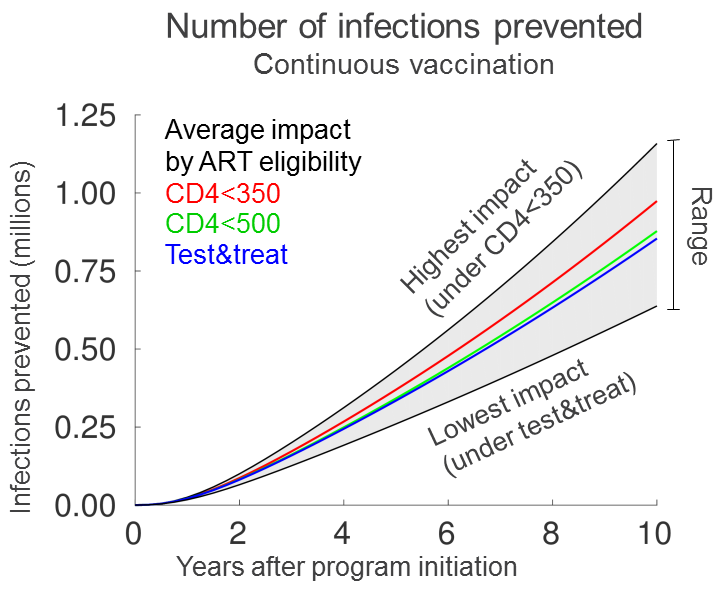 Number of infections prevented
Continuous vaccination
Infections prevented (millions)
1.25
1.00
0.75
0.50
0.25
0.00
Average impact
by ART eligibility
CD4<350
CD4<500
Test&treat
Highest impact
(under CD4<350)
Lowest impact
(under test&treat)
Range
0 2 4 6 8 10
Years after program initiation